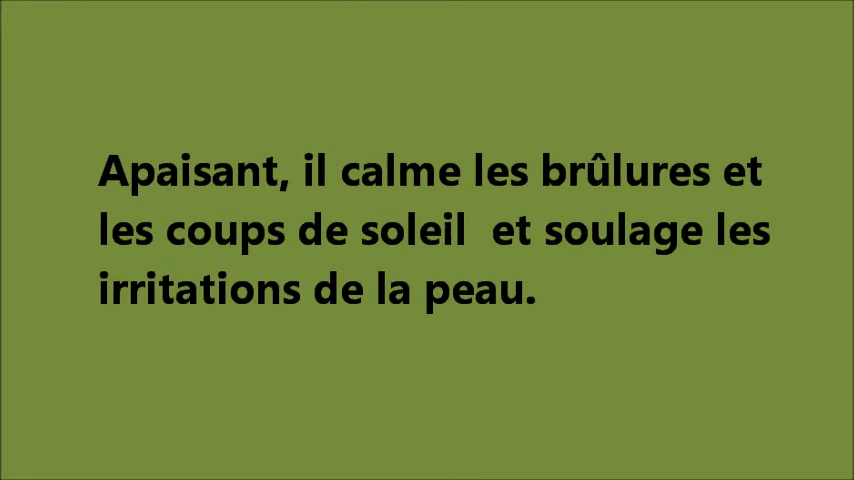 Apaisant, il calme les brûlures et
les coups de soleil  et soulage les
irritations de la peau.